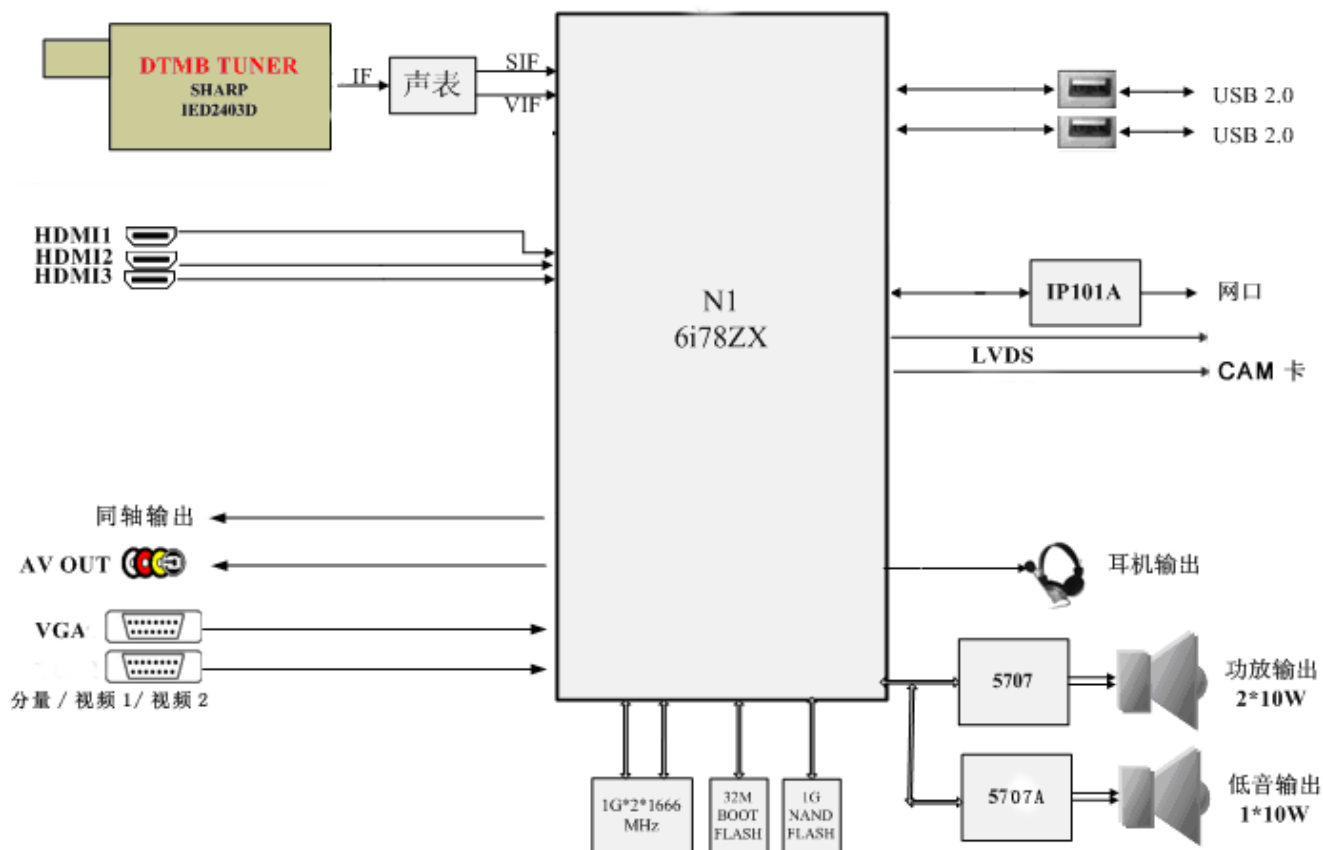 DTMB TUNER
SHARP
IED2403D
IF
声表
SIF
VIF
USB 2.0
USB 2.0
HDMI1
HDMI2
HDMI3
N1
6i78ZX
IP101A
网口
LVDS
CAM 卡
同轴输出
AV OUT
耳机输出
VGA
分量 / 视频 1/ 视频 2
5707
功放输出
2*10W
5707A
低音输出
1*10W
1G*2*1666
MHz
32M
BOOT
FLASH
1G
NAND
FLASH